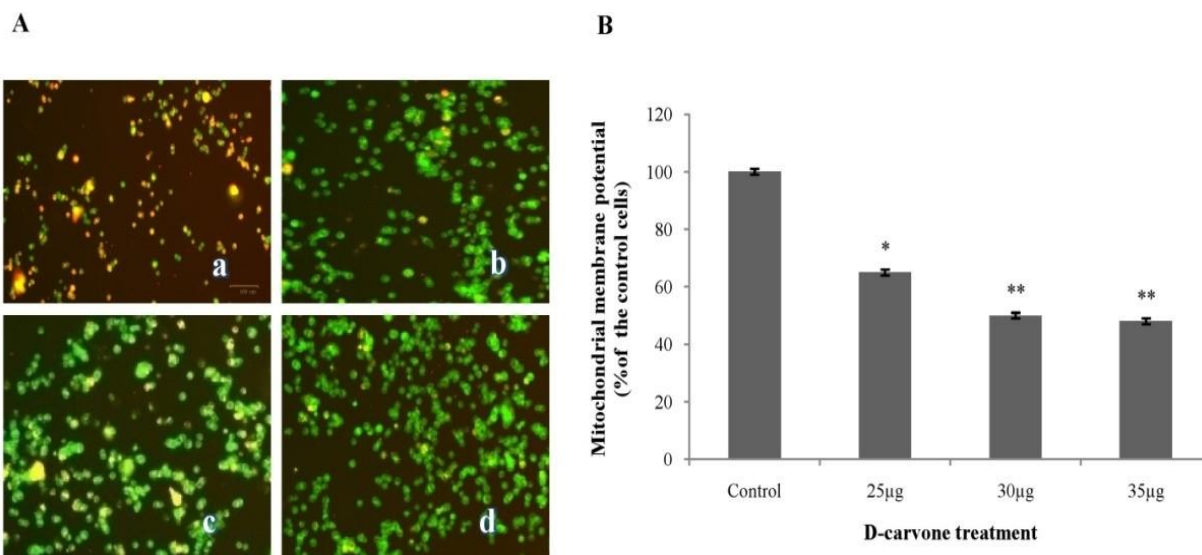 A
B
a
b
c
d
Mitochondrial membrane potential
(%of the control cells)
120
100
80
60
40
20
0
*
**
**
Control
25µg
30µg
35µg
D-carvone treatment